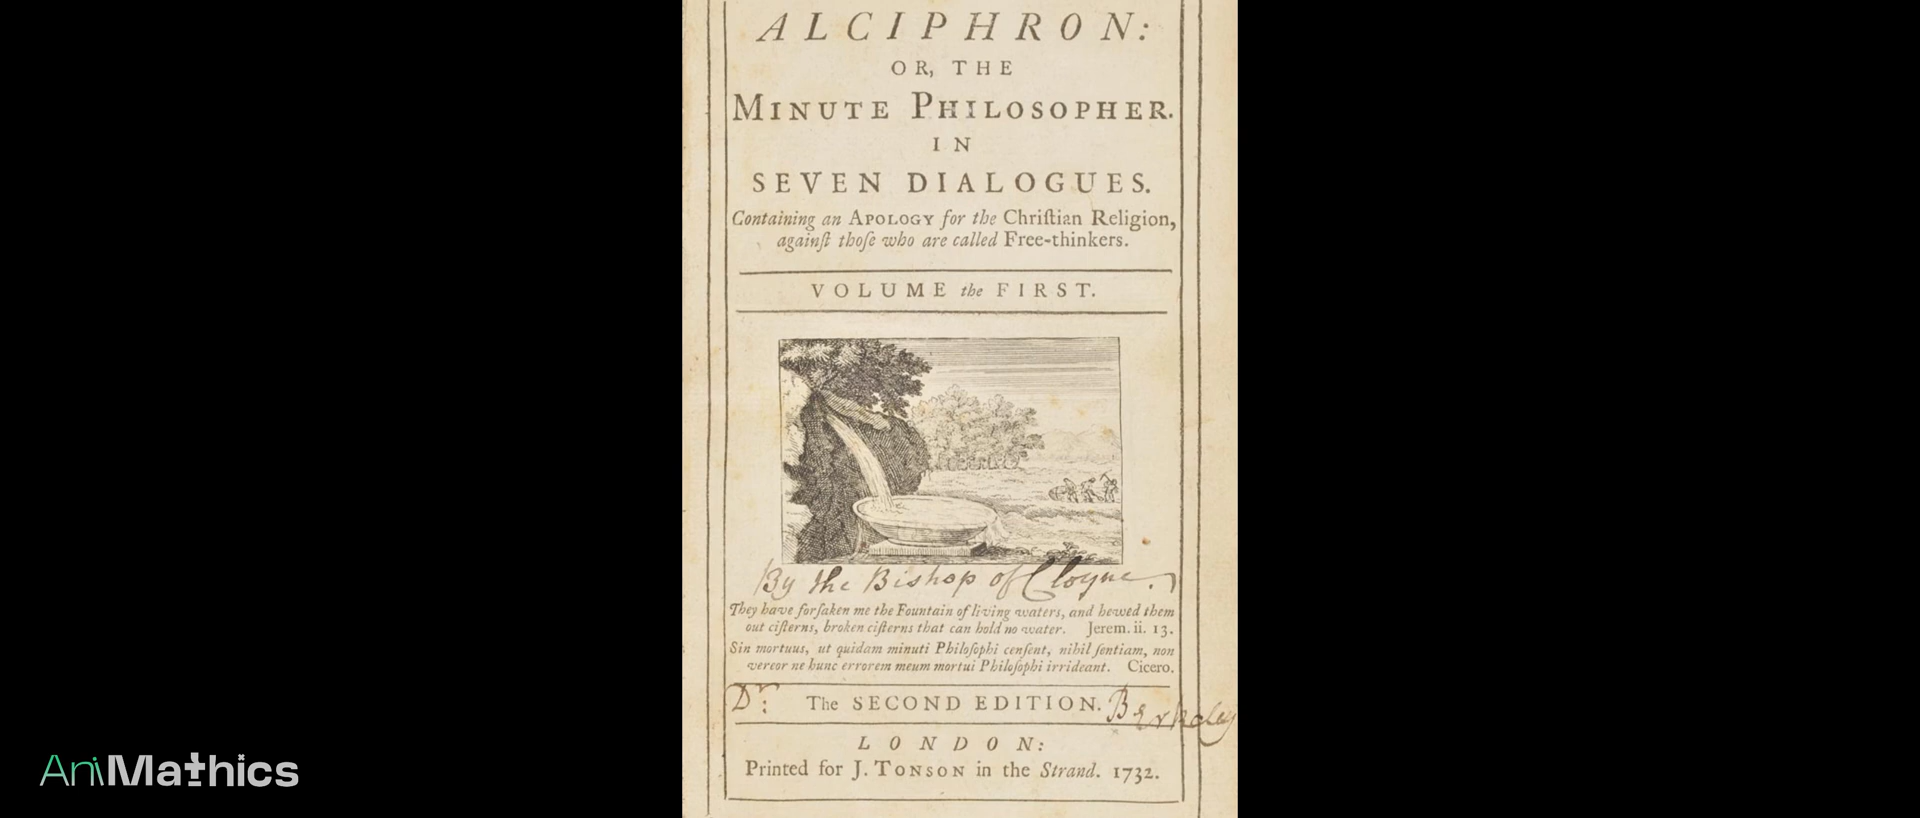 ALCIPHRON:
OR, THE
MINUTE PHILOSOPHER.
IN
SEVEN DIALOGUES.
Containing an APOLOGY for the Chriſtian Religion,
againſt thoſe who are called Free-thinkers.
VOLUME the FIRST.
By the Bishop of Cloyne.
They have forſaken me the Fountain of living waters, and hewed them
out ciſterns, broken ciſterns that can hold no water. Jerem. ii. 13.
Sin mortuus, ut quidam minuti Philoſophi cenſent, nihil ſentiam, non
vereor ne hunc errorem meum mortui Philoſophi irrideant. Cicero.
Dr: The SECOND EDITION. Berkeley
LONDON:
Printed for J. TONSON in the Strand. 1732.
AniMathics